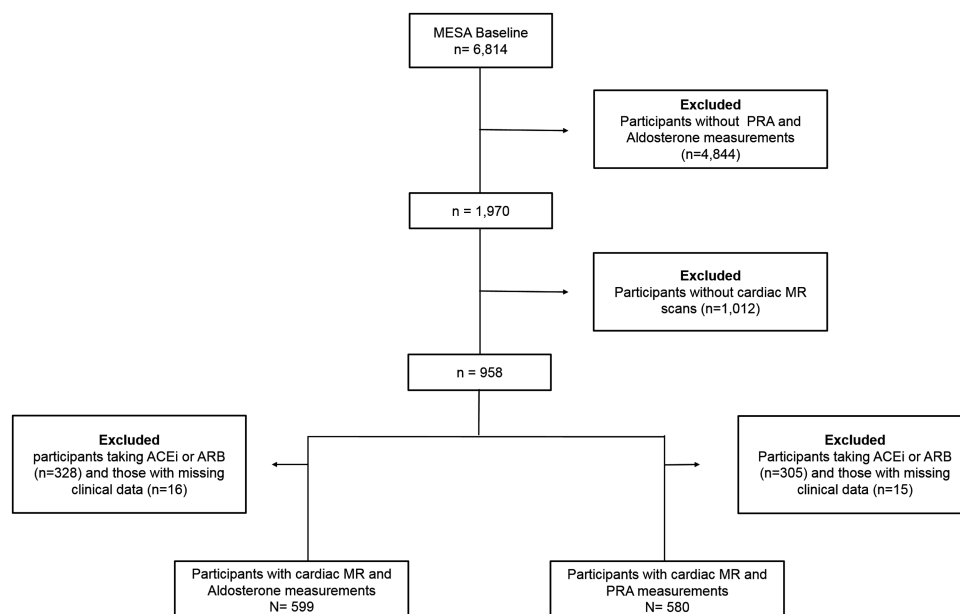 MESA Baseline
n= 6,814
Excluded
Participants without PRA and
Aldosterone measurements
(n=4,844)
n = 1,970
Excluded
Participants without cardiac MR
scans (n=1,012)
n = 958
Excluded
participants taking ACEi or ARB
(n=328) and those with missing
clinical data (n=16)
Excluded
Participants taking ACEi or ARB
(n=305) and those with missing
clinical data (n=15)
Participants with cardiac MR and
Aldosterone measurements
N= 599
Participants with cardiac MR and
PRA measurements
N= 580